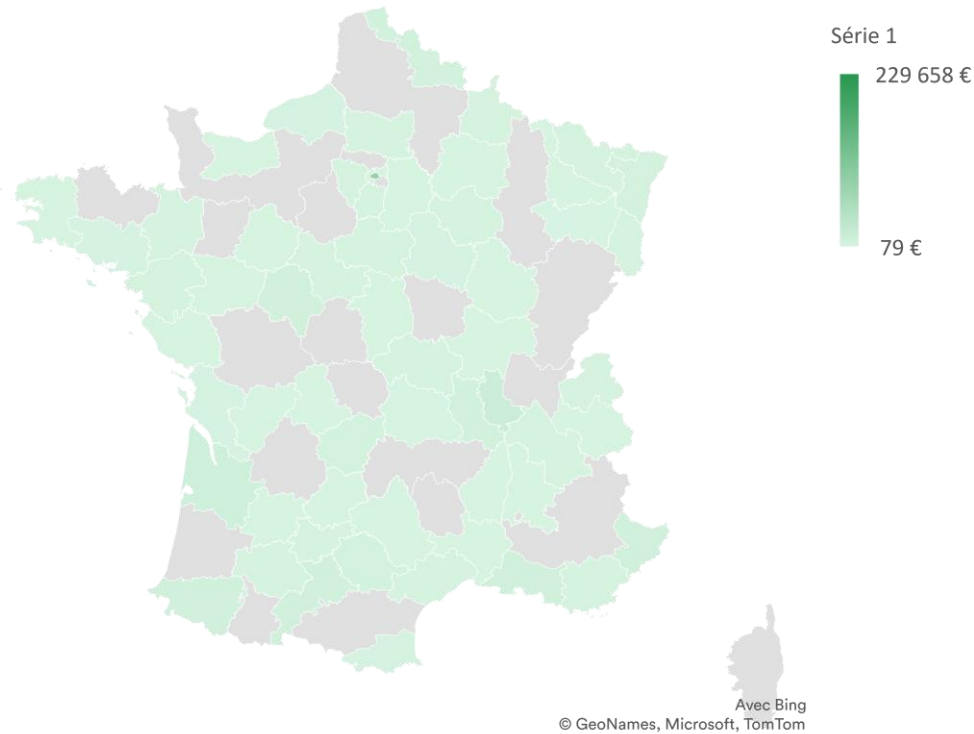 Série 1
229 658 €
79 €
Avec Bing
© GeoNames, Microsoft, TomTom